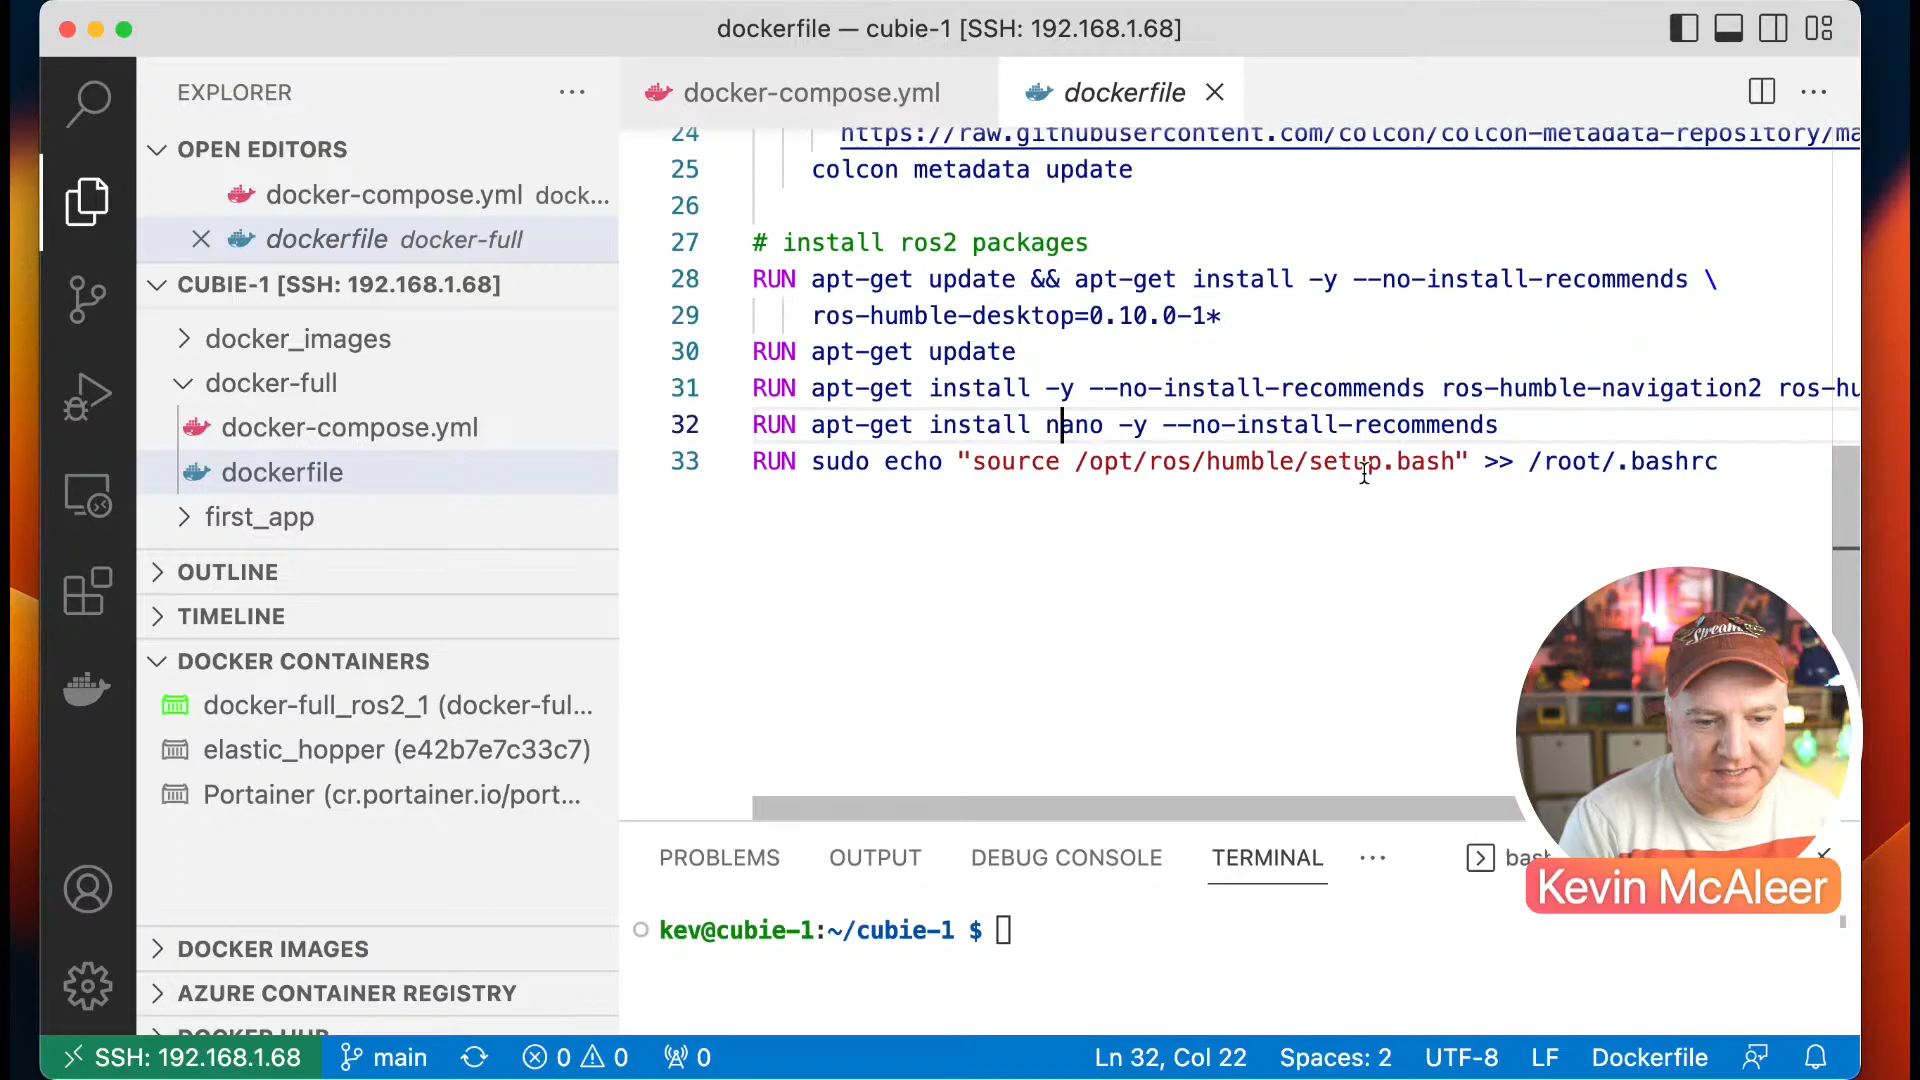 dockerfile — cubie-1 [SSH: 192.168.1.68]
EXPLORER
OPEN EDITORS
docker-compose.yml dock...
dockerfile docker-full
CUBIE-1 [SSH: 192.168.1.68]
docker_images
docker-full
docker-compose.yml
dockerfile
first_app
OUTLINE
TIMELINE
DOCKER CONTAINERS
docker-full_ros2_1 (docker-ful...
elastic_hopper (e42b7e7c33c7)
Portainer (cr.portainer.io/port...
DOCKER IMAGES
AZURE CONTAINER REGISTRY
DOCKER HUB
docker-compose.yml
dockerfile
24 https://raw.githubusercontent.com/colcon/colcon-metadata-repository/ma
25 colcon metadata update
26
27 # install ros2 packages
28 RUN apt-get update && apt-get install -y --no-install-recommends \
29 ros-humble-desktop=0.10.0-1*
30 RUN apt-get update
31 RUN apt-get install -y --no-install-recommends ros-humble-navigation2 ros-hu
32 RUN apt-get install nano -y --no-install-recommends
33 RUN sudo echo "source /opt/ros/humble/setup.bash" >> /root/.bashrc
PROBLEMS OUTPUT DEBUG CONSOLE TERMINAL
bash
kev@cubie-1:~/cubie-1 $
Kevin McAleer
SSH: 192.168.1.68 main 0 0 0 Ln 32, Col 22 Spaces: 2 UTF-8 LF Dockerfile